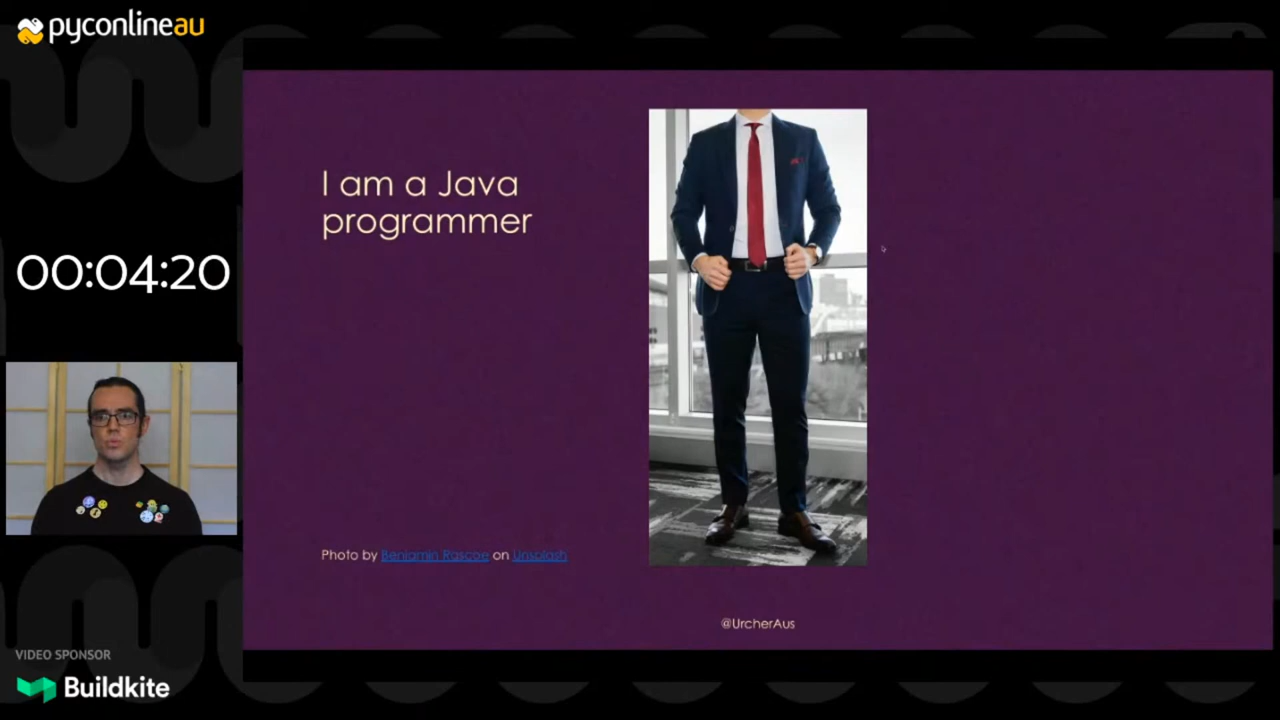 pyconlineau
I am a Java
programmer
00:04:20
Photo by Benjamin Rascoe on Unsplash
@UrcherAus
VIDEO SPONSOR
Buildkite